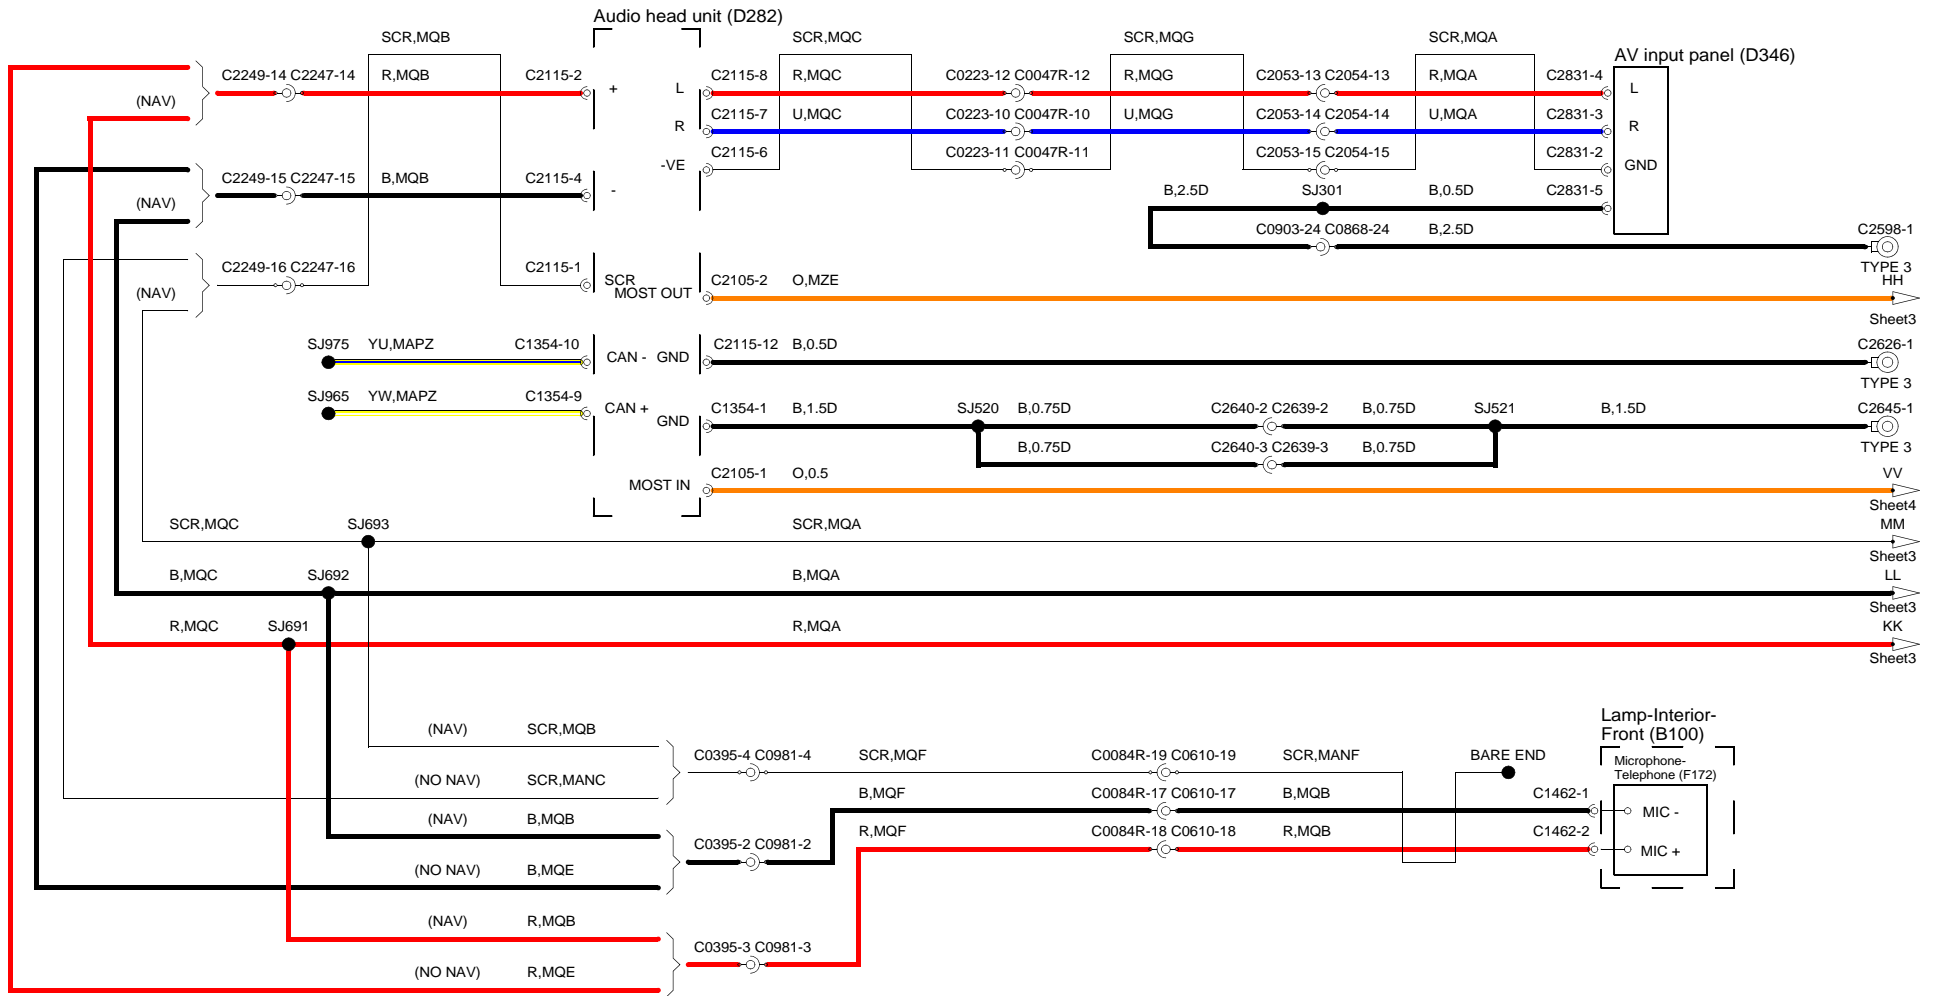 Audio head unit (D282)
SCR,MQB
SCR,MQC
SCR,MQG
SCR,MQA
AV input panel (D346)
C2249-14 C2247-14
R,MQB
C2115-2
+
L
C2115-8
R,MQC
C0223-12 C0047R-12
R,MQG
C2053-13 C2054-13
R,MQA
C2831-4
L
(NAV)
R
C2115-7
U,MQC
C0223-10 C0047R-10
U,MQG
C2053-14 C2054-14
U,MQA
C2831-3
R
-VE
C2115-6
C0223-11 C0047R-11
C2053-15 C2054-15
C2831-2
GND
C2249-15 C2247-15
B,MQB
C2115-4
-
B,2.5D
SJ301
B,0.5D
C2831-5
(NAV)
C0903-24 C0868-24
B,2.5D
C2598-1
TYPE 3
C2249-16 C2247-16
C2115-1
SCR
MOST OUT
C2105-2
O,MZE
HH
Sheet3
(NAV)
SJ975
YU,MAPZ
C1354-10
CAN -
GND
C2115-12
B,0.5D
C2626-1
TYPE 3
SJ965
YW,MAPZ
C1354-9
CAN +
GND
C1354-1
B,1.5D
SJ520
B,0.75D
C2640-2 C2639-2
B,0.75D
SJ521
B,1.5D
C2645-1
TYPE 3
B,0.75D
C2640-3 C2639-3
B,0.75D
MOST IN
C2105-1
O,0.5
VV
Sheet4
SCR,MQC
SJ693
SCR,MQA
MM
Sheet3
B,MQC
SJ692
B,MQA
LL
Sheet3
R,MQC
SJ691
R,MQA
KK
Sheet3
Lamp-Interior-
Front (B100)
(NAV)
SCR,MQB
C0395-4 C0981-4
SCR,MQF
C0084R-19 C0610-19
SCR,MANF
BARE END
Microphone-
Telephone (F172)
(NO NAV)
SCR,MANC
B,MQF
C0084R-17 C0610-17
B,MQB
C1462-1
MIC -
(NAV)
B,MQB
C0395-2 C0981-2
R,MQF
C0084R-18 C0610-18
R,MQB
C1462-2
MIC +
(NO NAV)
B,MQE
(NAV)
R,MQB
C0395-3 C0981-3
(NO NAV)
R,MQE